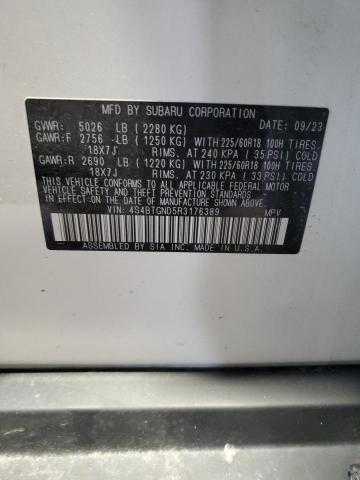 MFD BY SUBARU CORPORATION DATE: 09/23
GVWR: 5026 LB (2280 KG)
GAWR:F 2756 LB (1250 KG) WITH 225/60R18 100H TIRES,
18X7J RIMS. AT 240 KPA (35 PSI) COLD
GAWR:R 2690 LB (1220 KG) WITH 225/60R18 100H TIRES,
18X7J RIMS. AT 230 KPA (33 PSI) COLD
THIS VEHICLE CONFORMS TO ALL APPLICABLE FEDERAL MOTOR
VEHICLE SAFETY AND THEFT PREVENTION STANDARDS
IN EFFECT ON THE DATE OF MANUFACTURE SHOWN ABOVE.
VIN: 4S4BTGND5R3176389 MPV
ASSEMBLED BY SIA INC. MADE IN U.S.A.